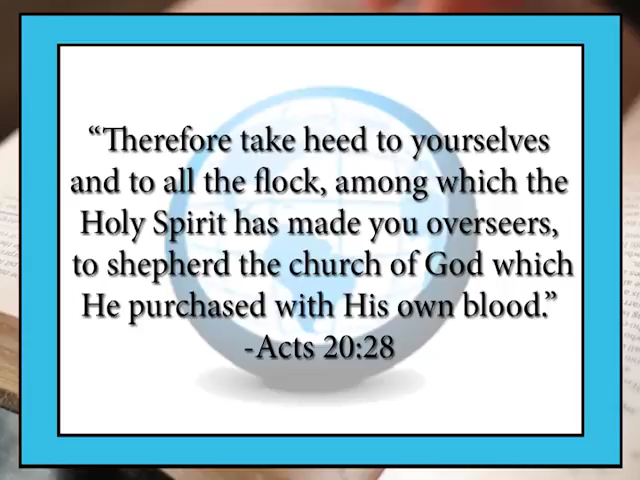 “Therefore take heed to yourselves
and to all the flock, among which the
Holy Spirit has made you overseers,
to shepherd the church of God which
He purchased with His own blood.”
-Acts 20:28